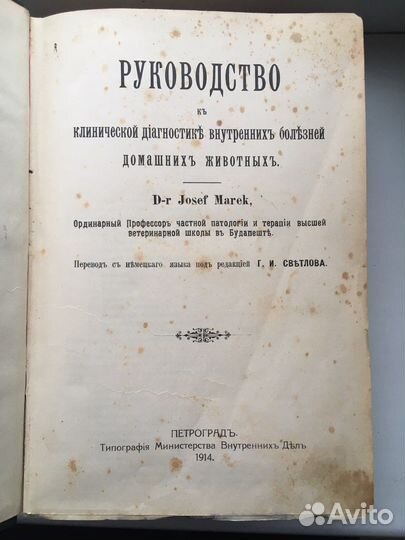 РУКОВОДСТВО
къ
клинической діагностикѣ внутреннихъ болѣзней
ДОМАШНИХЪ ЖИВОТНЫХЪ.
D-r Josef Marek,
Ординарный Профессоръ частной патологіи и терапіи высшей
ветеринарной школы въ Будапештѣ.
Переводъ съ нѣмецкаго языка подъ редакціей Г. И. СВѢТЛОВА.
ПЕТРОГРАДЪ.
Типографія Министерства Внутреннихъ Дѣлъ
1914.
Avito